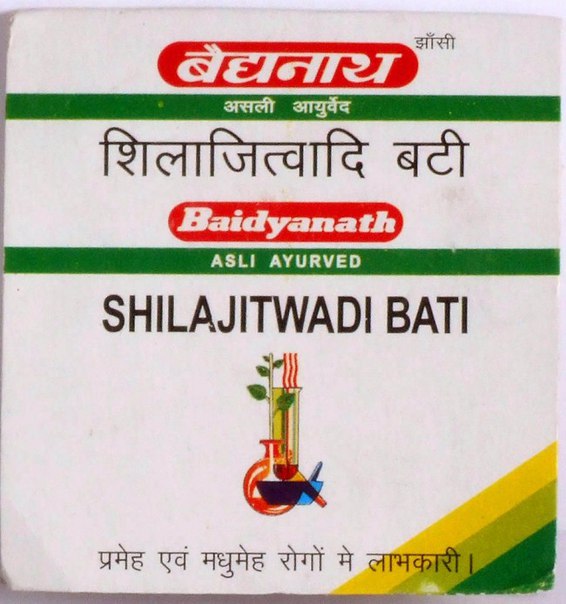 झाँसी
बैद्यनाथ
असली आयुर्वेद
शिलाजित्वादि बटी
Baidyanath
ASLI AYURVED
SHILAJITWADI BATI
प्रमेह एवं मधुमेह रोगों मे लाभकारी।